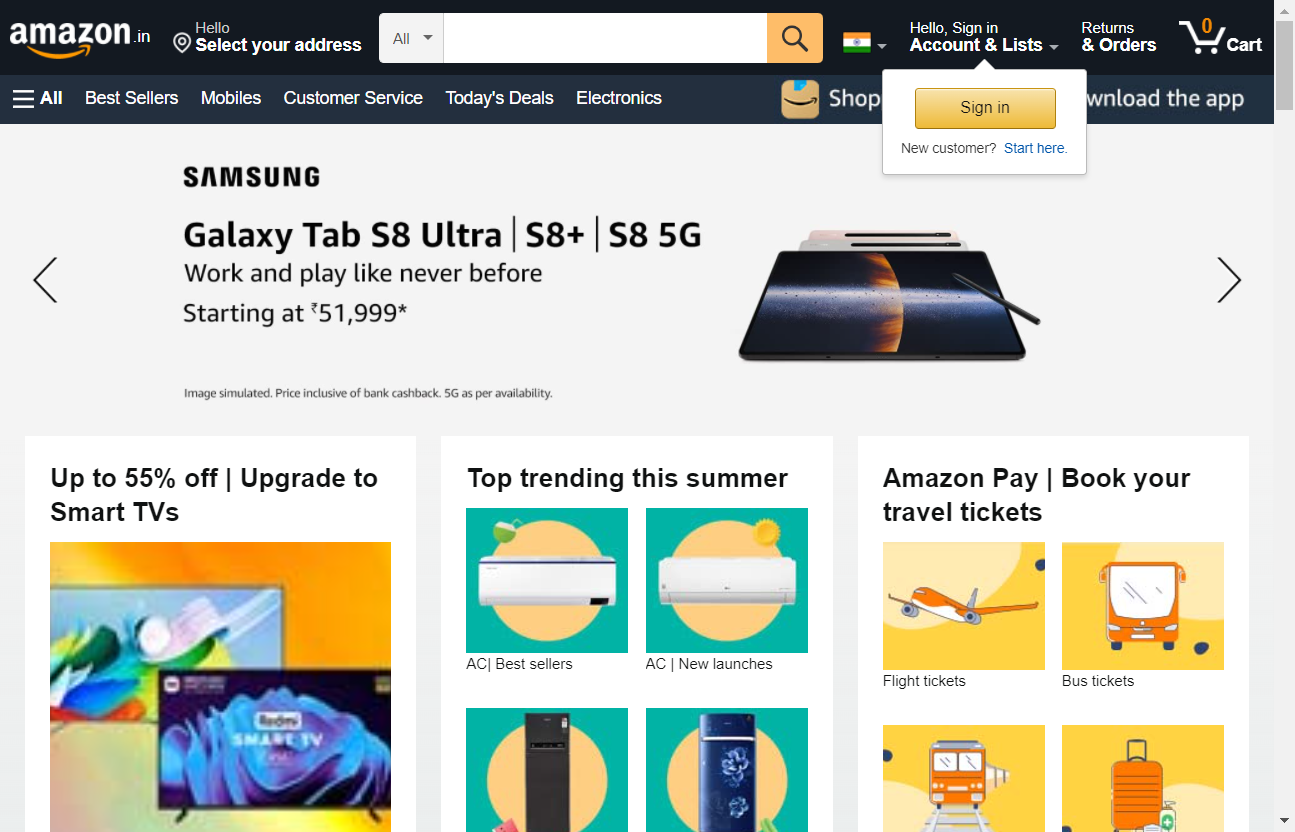 amazon.in
Hello
Select your address
All
Hello, Sign in
Account & Lists
Returns
& Orders
0
Cart
All
Best Sellers
Mobiles
Customer Service
Today's Deals
Electronics
Shop
wnload the app
Sign in
New customer? Start here.
SAMSUNG
Galaxy Tab S8 Ultra | S8+ | S8 5G
Work and play like never before
Starting at ₹51,999*
Image simulated. Price inclusive of bank cashback. 5G as per availability.
Up to 55% off | Upgrade to
Smart TVs
Redmi
SMART TV
Top trending this summer
AC| Best sellers
AC | New launches
Amazon Pay | Book your
travel tickets
Flight tickets
Bus tickets